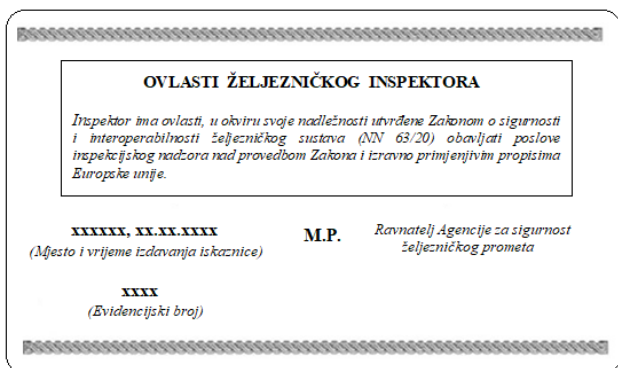 OVLASTI ŽELJEZNIČKOG INSPEKTORA
Inspektor ima ovlasti, u okviru svoje nadležnosti utvrđene Zakonom o sigurnosti
i interoperabilnosti željezničkog sustava (NN 63/20) obavljati poslove
inspekcijskog nadzora nad provedbom Zakona i izravno primjenjivim propisima
Europske unije.
xxxxxx, xx.xx.xxxx
(Mjesto i vrijeme izdavanja iskaznice)
M.P.
Ravnatelj Agencije za sigurnost
željezničkog prometa
xxxx
(Evidencijski broj)